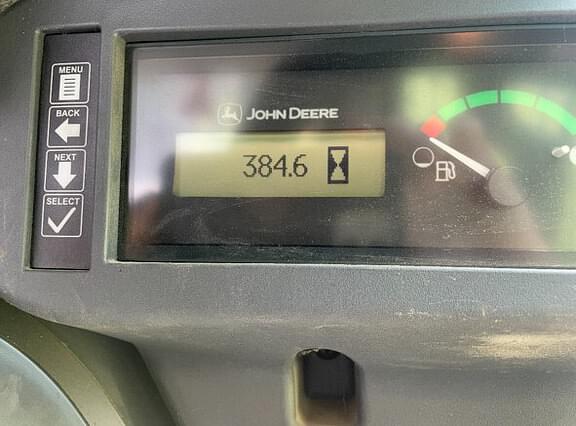 MENU
BACK
NEXT
SELECT
JOHN DEERE
384.6